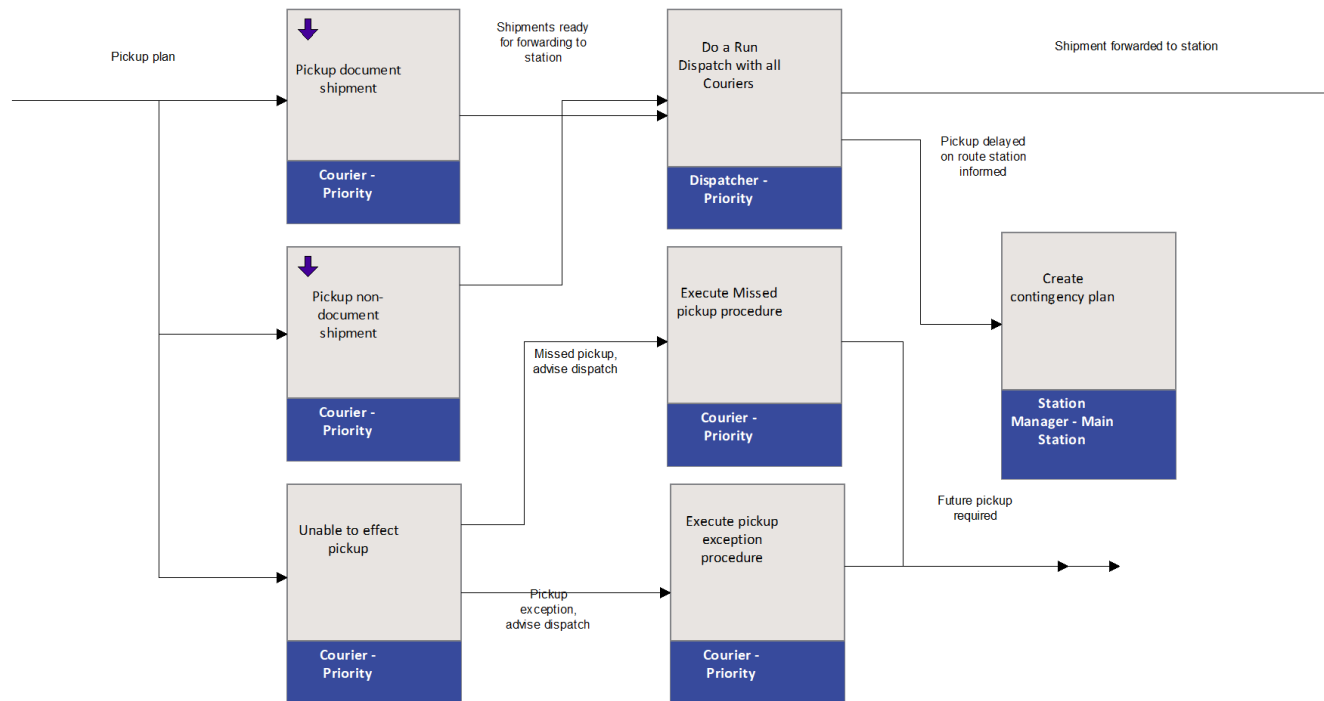 Pickup plan
Pickup document
shipment
Courier -
Priority
Shipments ready
for forwarding to
station
Do a Run
Dispatch with all
Couriers
Dispatcher -
Priority
Shipment forwarded to station
Pickup delayed
on route station
informed
Pickup non-
document
shipment
Courier -
Priority
Missed pickup,
advise dispatch
Execute Missed
pickup procedure
Courier -
Priority
Create
contingency plan
Station
Manager - Main
Station
Unable to effect
pickup
Courier -
Priority
Pickup
exception,
advise dispatch
Execute pickup
exception
procedure
Courier -
Priority
Future pickup
required